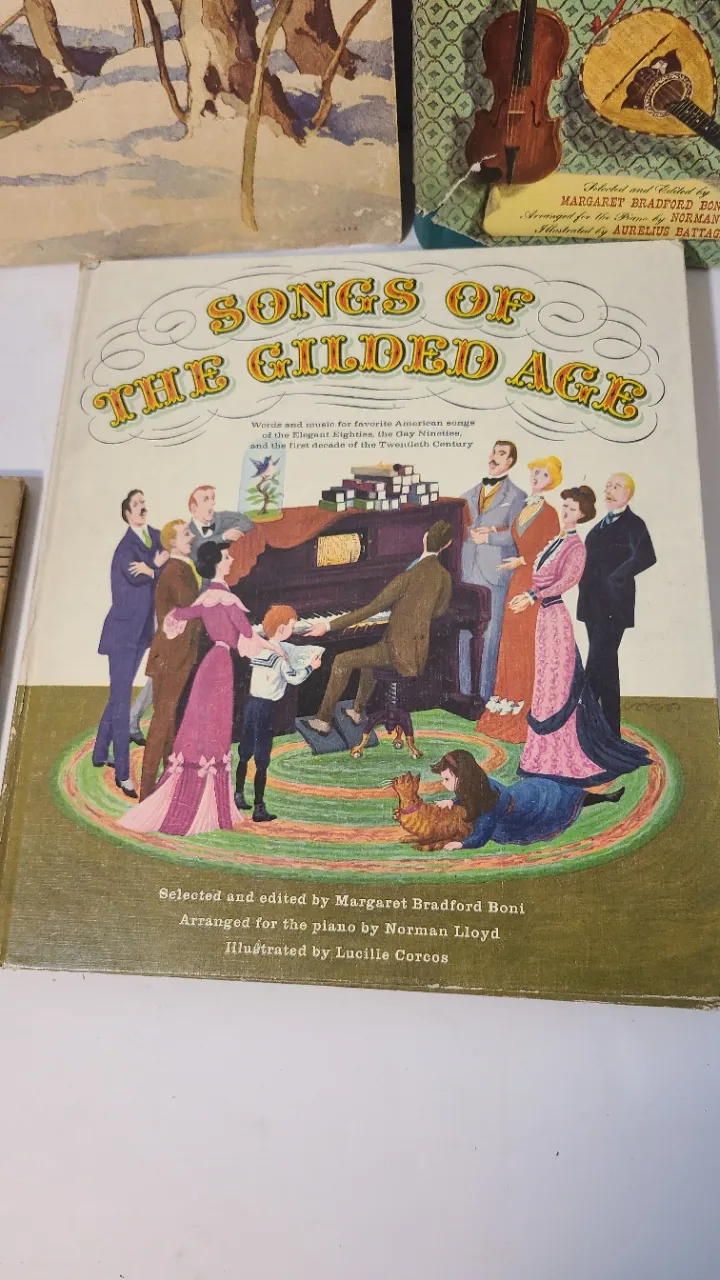 Selected and Edited by
MARGARET BRADFORD BON
Arranged for the Piano by NORMAN
Illustrated by AURELIUS BATTAG
SONGS OF
THE GILDED AGE
Words and music for favorite American songs
of the Elegant Eighties, the Gay Nineties,
and the first decade of the Twentieth Century
Selected and edited by Margaret Bradford Boni
Arranged for the piano by Norman Lloyd
Illustrated by Lucille Corcos